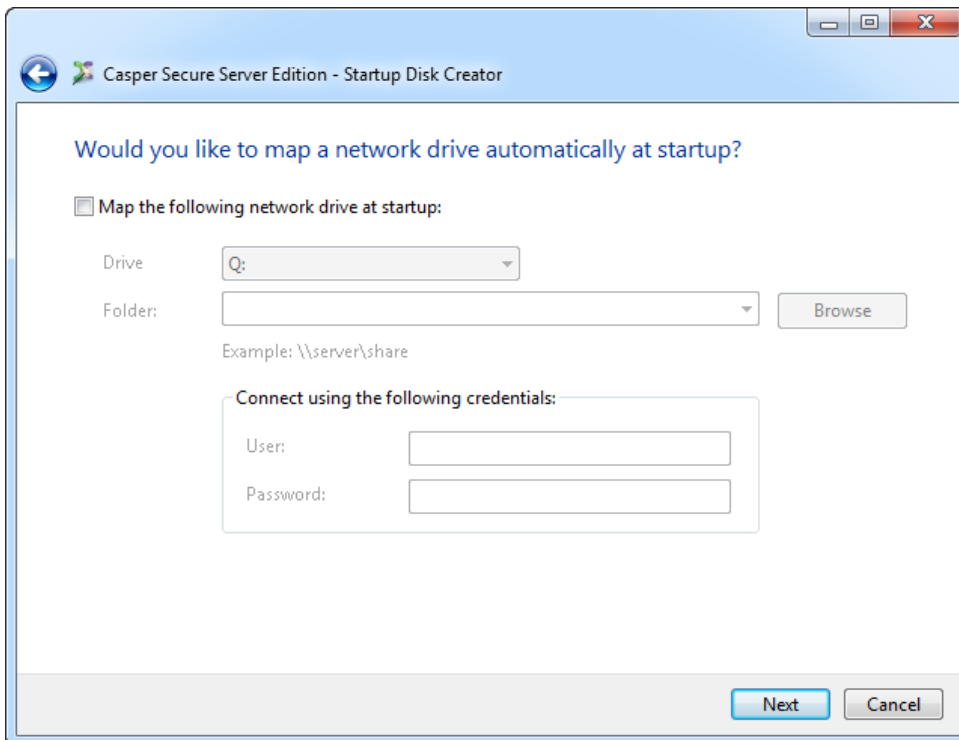 Casper Secure Server Edition - Startup Disk Creator
Would you like to map a network drive automatically at startup?
Map the following network drive at startup:
Drive
Q:
Folder:
Browse
Example: \\server\share
Connect using the following credentials:
User:
Password:
Next
Cancel